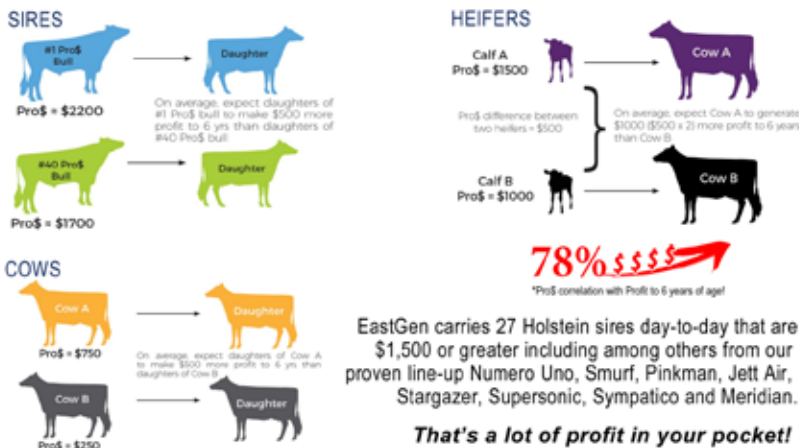 SIRES
#1 Pro$
Bull
Daughter
Pro$ = $2200
On average, expect daughters of
#1 Pro$ bull to make $500 more
profit to 6 yrs than daughters of
#40 Pro$ bull
#40 Pro$
Bull
Daughter
Pro$ = $1700
COWS
Cow A
Daughter
Pro$ = $750
On average, expect daughters of Cow A
to make $500 more profit to 6 yrs than
daughters of Cow B
Cow B
Daughter
Pro$ = $250
HEIFERS
Calf A
Pro$ = $1500
Cow A
Pro$ difference between
two heifers = $500
On average, expect Cow A to generate
$1000 ($500 x 2) more profit to 6 years
than Cow B
Calf B
Pro$ = $1000
Cow B
78% $$$$
*Pro$ correlation with Profit to 6 years of age!
EastGen carries 27 Holstein sires day-to-day that are
$1,500 or greater including among others from our
proven line-up Numero Uno, Smurf, Pinkman, Jett Air,
Stargazer, Supersonic, Sympatico and Meridian.
That's a lot of profit in your pocket!